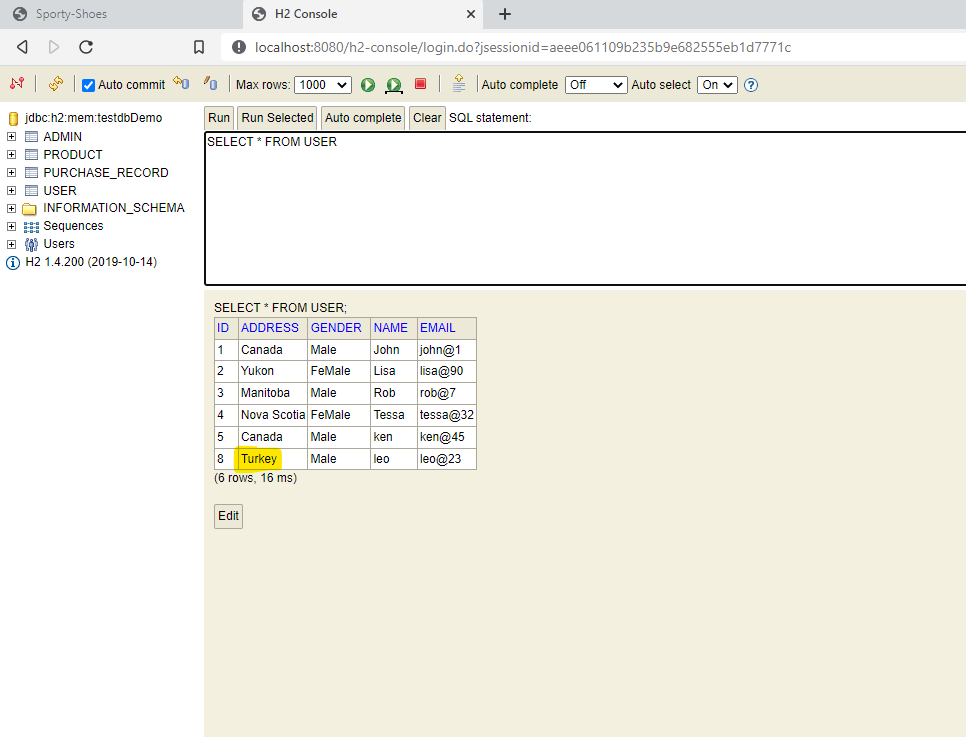 Sporty-Shoes
H2 Console
localhost:8080/h2-console/login.do?jsessionid=aeee061109b235b9e682555eb1d7771c
Auto commit Max rows: 1000 Auto complete Off Auto select On ?
jdbc:h2:mem:testdbDemo
ADMIN
PRODUCT
PURCHASE_RECORD
USER
INFORMATION_SCHEMA
Sequences
Users
H2 1.4.200 (2019-10-14)
Run Run Selected Auto complete Clear SQL statement:
SELECT * FROM USER
SELECT * FROM USER;
ID ADDRESS GENDER NAME EMAIL
1 Canada Male John john@1
2 Yukon FeMale Lisa lisa@90
3 Manitoba Male Rob rob@7
4 Nova Scotia FeMale Tessa tessa@32
5 Canada Male ken ken@45
8 Turkey Male leo leo@23
(6 rows, 16 ms)
Edit